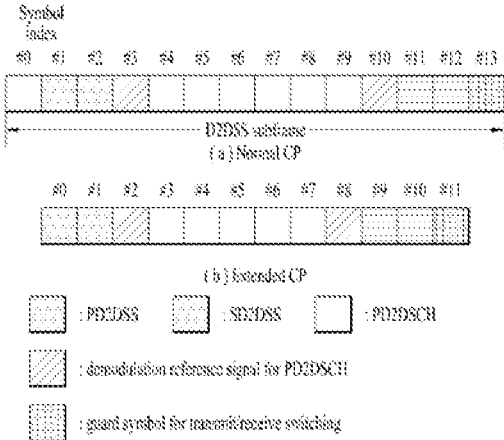 Symbol
index
#0 #1 #2 #3 #4 #5 #6 #7 #8 #9 #10 #11 #12 #13
D2DSS subframe
( a ) Normal CP
#0 #1 #2 #3 #4 #5 #6 #7 #8 #9 #10 #11
( b ) Extended CP
: PD2DSS : SD2DSS : PD2DSCH
: demodulation reference signal for PD2DSCH
: guard symbol for transmit/receive switching